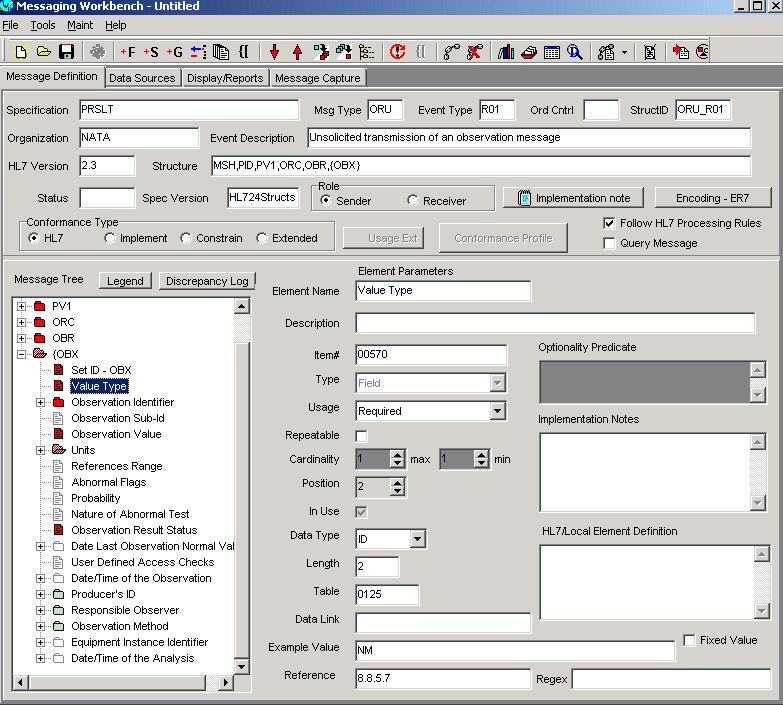 Messaging Workbench - Untitled
File Tools Maint Help
+F +S +G
Message Definition Data Sources Display/Reports Message Capture
Specification PRSLT Msg Type ORU Event Type R01 Ord Cntrl StructID ORU_R01
Organization NATA Event Description Unsolicited transmission of an observation message
HL7 Version 2.3 Structure MSH,PID,PV1,ORC,OBR,{OBX}
Status Spec Version HL724Structs Role Sender Receiver Implementation note Encoding - ER7
Conformance Type
HL7 Implement Constrain Extended Usage Ext Conformance Profile
Follow HL7 Processing Rules
Query Message
Message Tree Legend Discrepancy Log
PV1
ORC
OBR
{OBX
Set ID - OBX
Value Type
Observation Identifier
Observation Sub-Id
Observation Value
Units
References Range
Abnormal Flags
Probability
Nature of Abnormal Test
Observation Result Status
Date Last Observation Normal Val
User Defined Access Checks
Date/Time of the Observation
Producer's ID
Responsible Observer
Observation Method
Equipment Instance Identifier
Date/Time of the Analysis
Element Parameters
Element Name Value Type
Description
Item# 00570
Type Field
Usage Required
Repeatable
Cardinality 1 max 1 min
Position 2
In Use
Data Type ID
Length 2
Table 0125
Data Link
Example Value NM
Fixed Value
Reference 8.8.5.7 Regex
Optionality Predicate
Implementation Notes
HL7/Local Element Definition